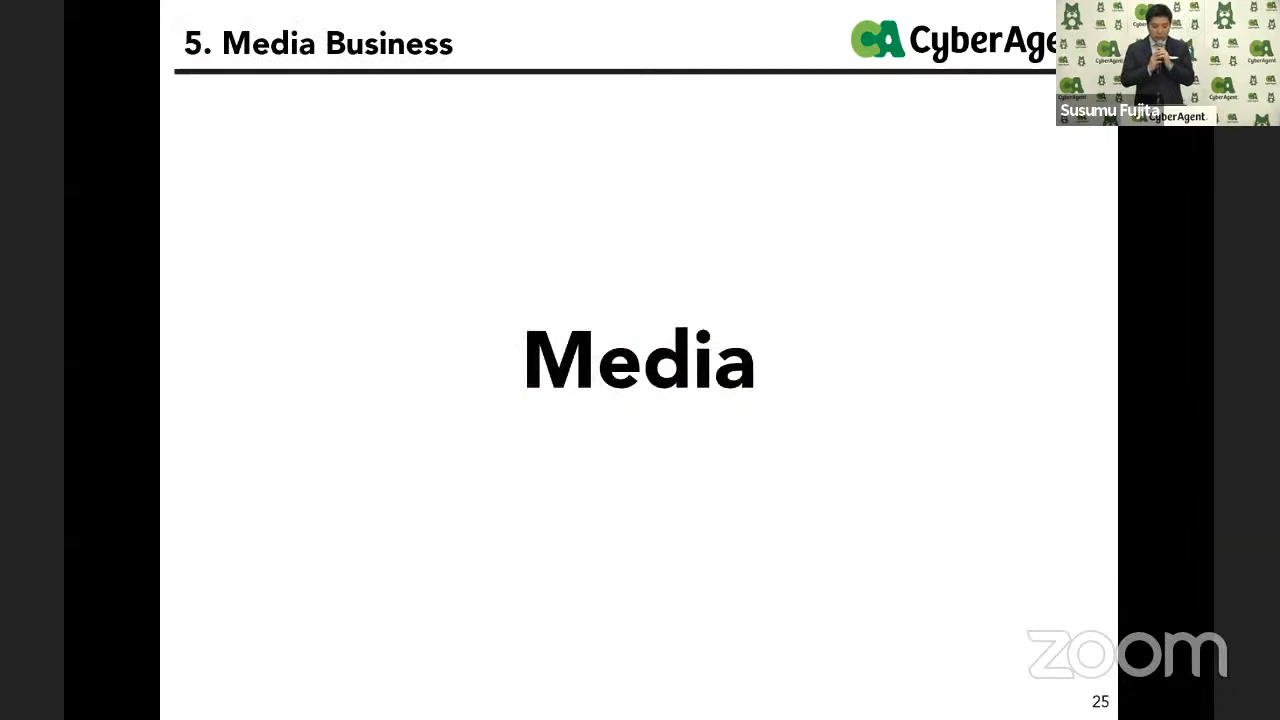 5. Media Business
CyberAge
Susumu Fujita
CyberAgent.
Media
zoom
25